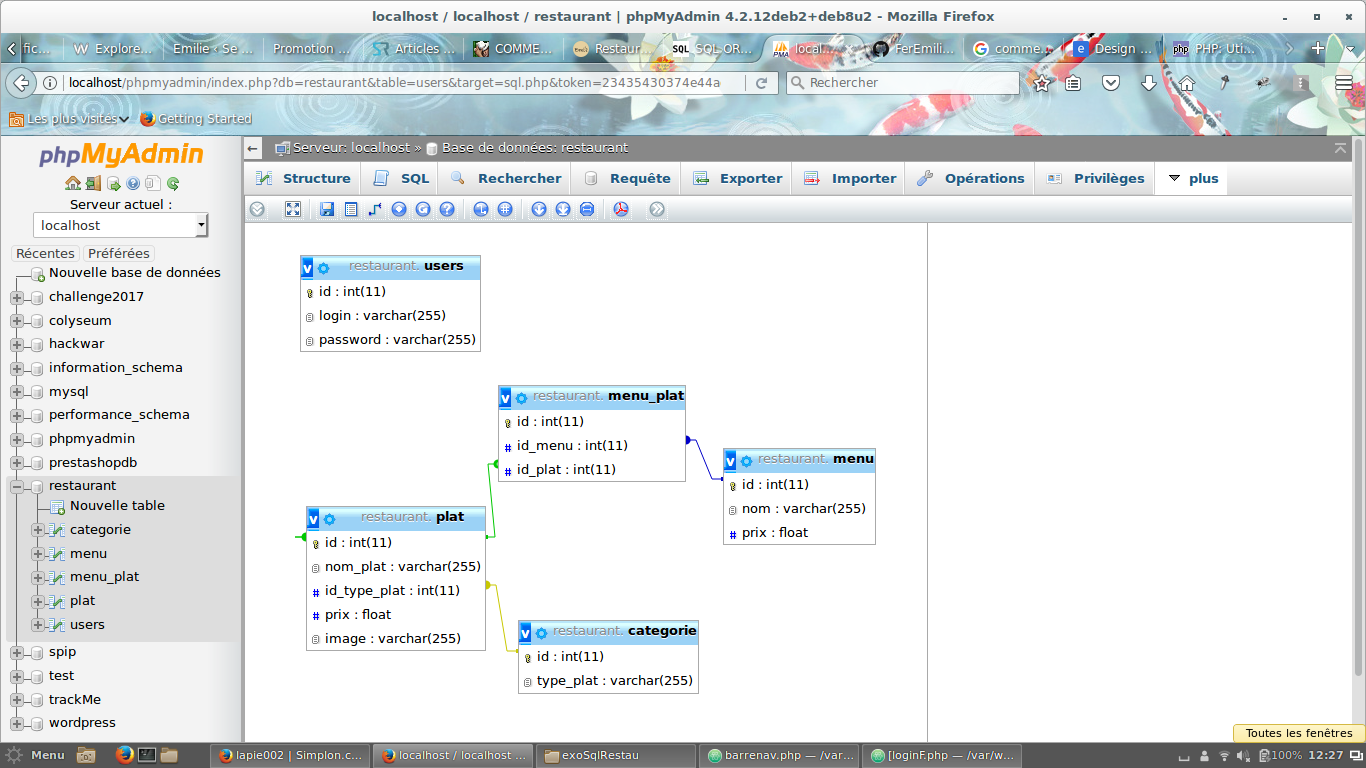 localhost / localhost / restaurant | phpMyAdmin 4.2.12deb2+deb8u2 - Mozilla Firefox
fic... Explore... Emilie ‹ Se ... Promotion ... Articles ... COMME... Restaur... SQL SQL.OR... local... FerEmili... comme... Design ... php PHP: Uti...
localhost/phpmyadmin/index.php?db=restaurant&table=users&target=sql.php&token=23435430374e44a Rechercher
Les plus visités Getting Started
phpMyAdmin
Serveur actuel :
localhost
Récentes Préférées
Nouvelle base de données
challenge2017
colyseum
hackwar
information_schema
mysql
performance_schema
phpmyadmin
prestashopdb
restaurant
Nouvelle table
categorie
menu
menu_plat
plat
users
spip
test
trackMe
wordpress
Serveur: localhost » Base de données: restaurant
Structure SQL Rechercher Requête Exporter Importer Opérations Privilèges plus
v restaurant. users
id : int(11)
login : varchar(255)
password : varchar(255)
v restaurant. menu_plat
id : int(11)
# id_menu : int(11)
# id_plat : int(11)
v restaurant. menu
id : int(11)
nom : varchar(255)
# prix : float
v restaurant. plat
id : int(11)
nom_plat : varchar(255)
# id_type_plat : int(11)
# prix : float
image : varchar(255)
v restaurant. categorie
id : int(11)
type_plat : varchar(255)
Toutes les fenêtres
Menu lapie002 | Simplon.c... localhost / localhost ... exoSqlRestau barrenav.php — /var... [loginF.php — /var/w... 100% 12:27